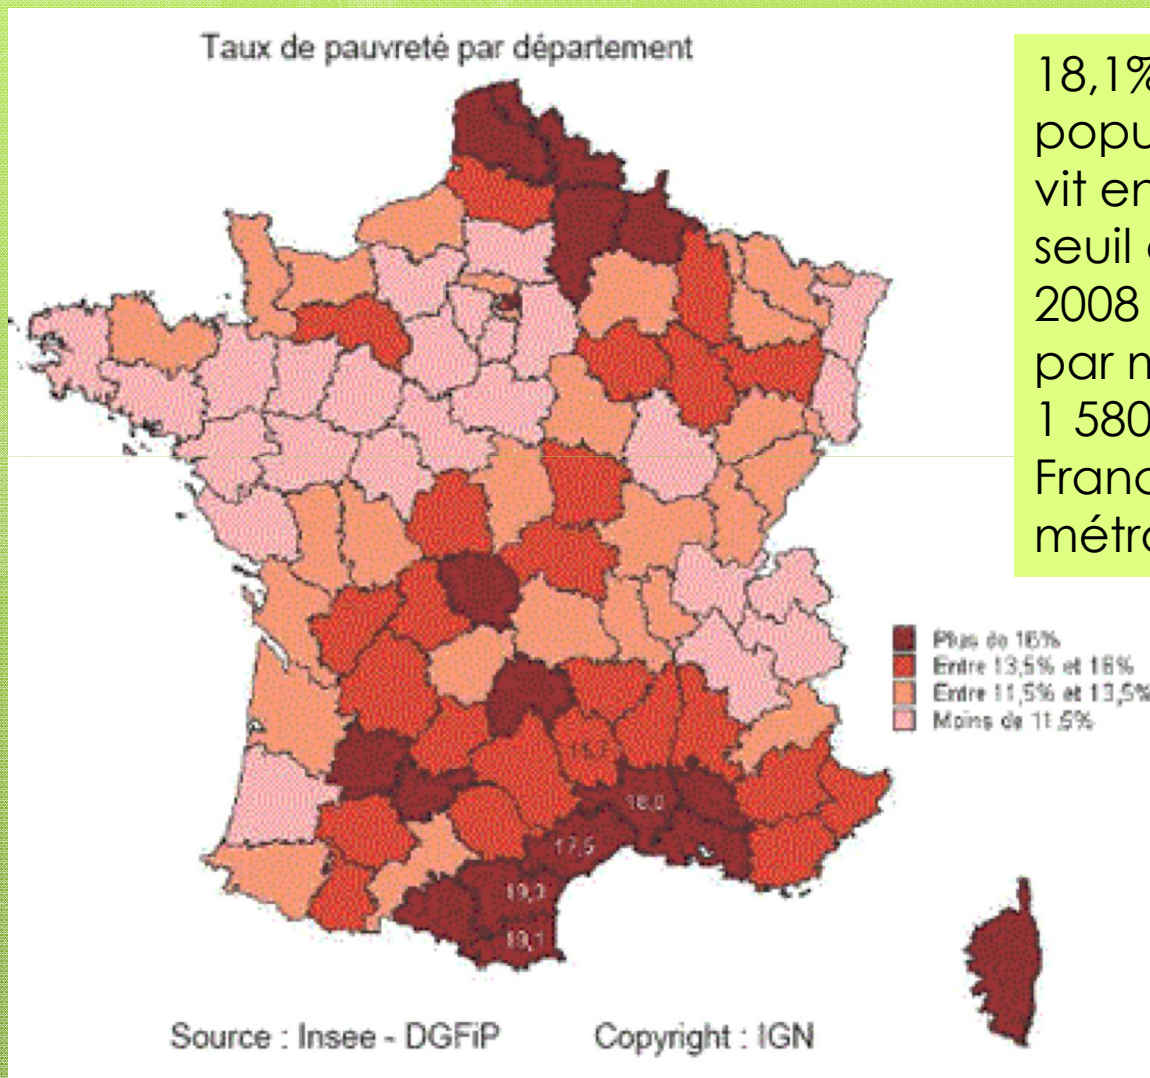 Taux de pauvreté par département
18,1%
popu
vit en
seuil d
2008
par m
1 580
Franc
métro
Plus de 16%
Entre 13,5% et 16%
Entre 11,5% et 13,5%
Moins de 11,5%
18,0
17,5
19,1
Source : Insee - DGFiP
Copyright : IGN